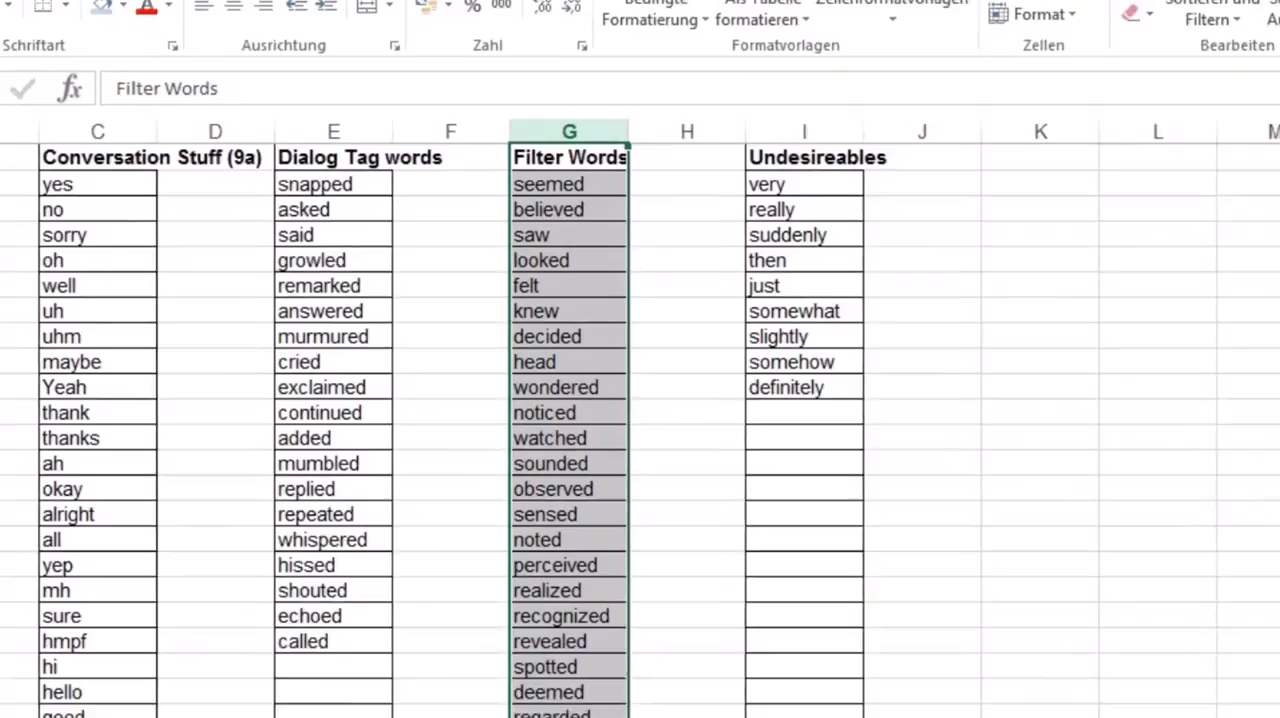 % 000
Formatierung formatieren
Format
Filtern
Schriftart Ausrichtung Zahl Formatvorlagen Zellen Bearbeiten
fx Filter Words
C D E F G H I J K L M
Conversation Stuff (9a) Dialog Tag words Filter Words Undesireables
yes snapped seemed very
no asked believed really
sorry said saw suddenly
oh growled looked then
well remarked felt just
uh answered knew somewhat
uhm murmured decided slightly
maybe cried head somehow
Yeah exclaimed wondered definitely
thank continued noticed
thanks added watched
ah mumbled sounded
okay replied observed
alright repeated sensed
all whispered noted
yep hissed perceived
mh shouted realized
sure echoed recognized
hmpf called revealed
hi spotted
hello deemed
good regarded